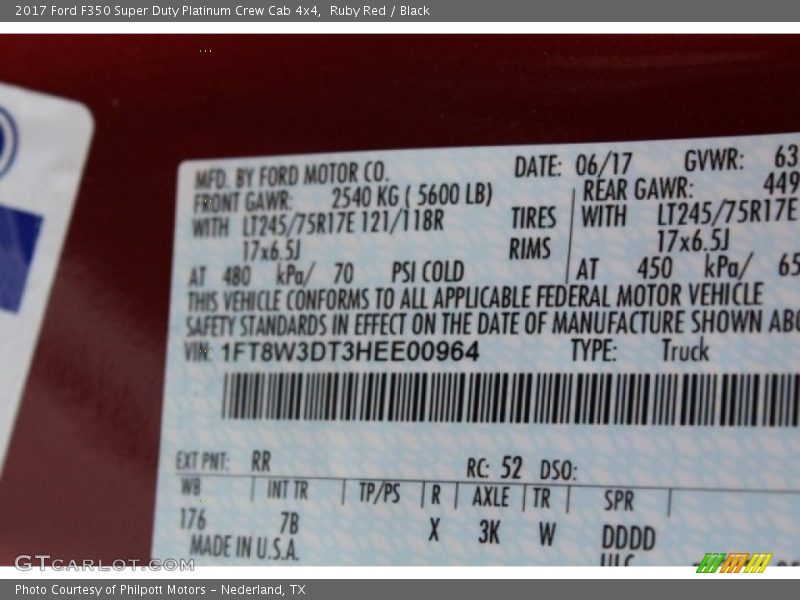 2017 Ford F350 Super Duty Platinum Crew Cab 4x4, Ruby Red / Black
MFD. BY FORD MOTOR CO. DATE: 06/17 GVWR: 63
FRONT GAWR: 2540 KG ( 5600 LB) REAR GAWR: 449
WITH LT245/75R17E 121/118R TIRES WITH LT245/75R17E
17x6.5J RIMS 17x6.5J
AT 480 kPa/ 70 PSI COLD AT 450 kPa/ 65
THIS VEHICLE CONFORMS TO ALL APPLICABLE FEDERAL MOTOR VEHICLE
SAFETY STANDARDS IN EFFECT ON THE DATE OF MANUFACTURE SHOWN ABO
VIN: 1FT8W3DT3HEE00964 TYPE: Truck
EXT PNT: RR RC: 52 DSO:
WB INT TR TP/PS R AXLE TR SPR
176 7B X 3K W DDDD
MADE IN U.S.A.
GTCarLot.com
Photo Courtesy of Philpott Motors - Nederland, TX